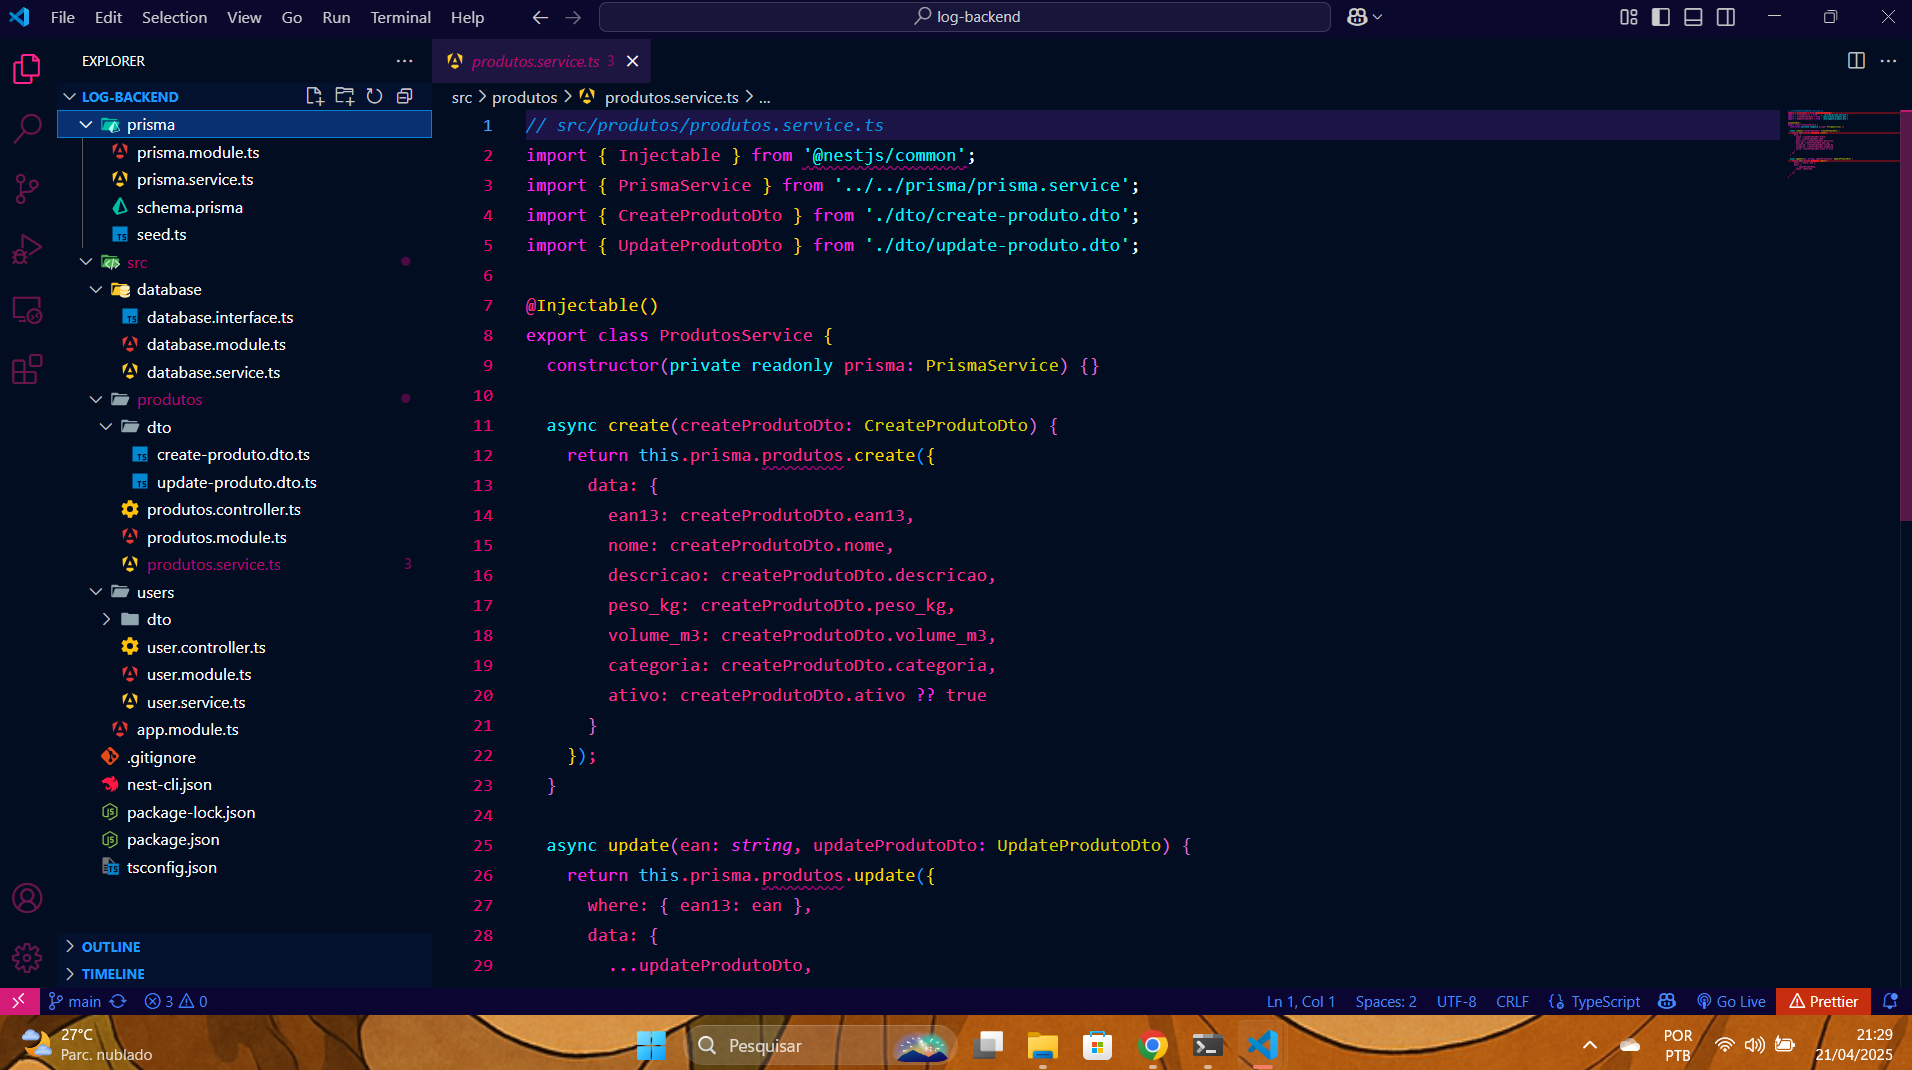 File Edit Selection View Go Run Terminal Help
log-backend
EXPLORER
LOG-BACKEND
prisma
prisma.module.ts
prisma.service.ts
schema.prisma
seed.ts
src
database
database.interface.ts
database.module.ts
database.service.ts
produtos
dto
create-produto.dto.ts
update-produto.dto.ts
produtos.controller.ts
produtos.module.ts
produtos.service.ts 3
users
dto
user.controller.ts
user.module.ts
user.service.ts
app.module.ts
.gitignore
nest-cli.json
package-lock.json
package.json
tsconfig.json
OUTLINE
TIMELINE
produtos.service.ts 3
src > produtos > produtos.service.ts > ...
1 // src/produtos/produtos.service.ts
2 import { Injectable } from '@nestjs/common';
3 import { PrismaService } from '../../prisma/prisma.service';
4 import { CreateProdutoDto } from './dto/create-produto.dto';
5 import { UpdateProdutoDto } from './dto/update-produto.dto';
6
7 @Injectable()
8 export class ProdutosService {
9 constructor(private readonly prisma: PrismaService) {}
10
11 async create(createProdutoDto: CreateProdutoDto) {
12 return this.prisma.produtos.create({
13 data: {
14 ean13: createProdutoDto.ean13,
15 nome: createProdutoDto.nome,
16 descricao: createProdutoDto.descricao,
17 peso_kg: createProdutoDto.peso_kg,
18 volume_m3: createProdutoDto.volume_m3,
19 categoria: createProdutoDto.categoria,
20 ativo: createProdutoDto.ativo ?? true
21 }
22 });
23 }
24
25 async update(ean: string, updateProdutoDto: UpdateProdutoDto) {
26 return this.prisma.produtos.update({
27 where: { ean13: ean },
28 data: {
29 ...updateProdutoDto,
main 3 0 Ln 1, Col 1 Spaces: 2 UTF-8 CRLF {} TypeScript Go Live Prettier
27°C
Parc. nublado
Pesquisar
POR
PTB
21:29
21/04/2025